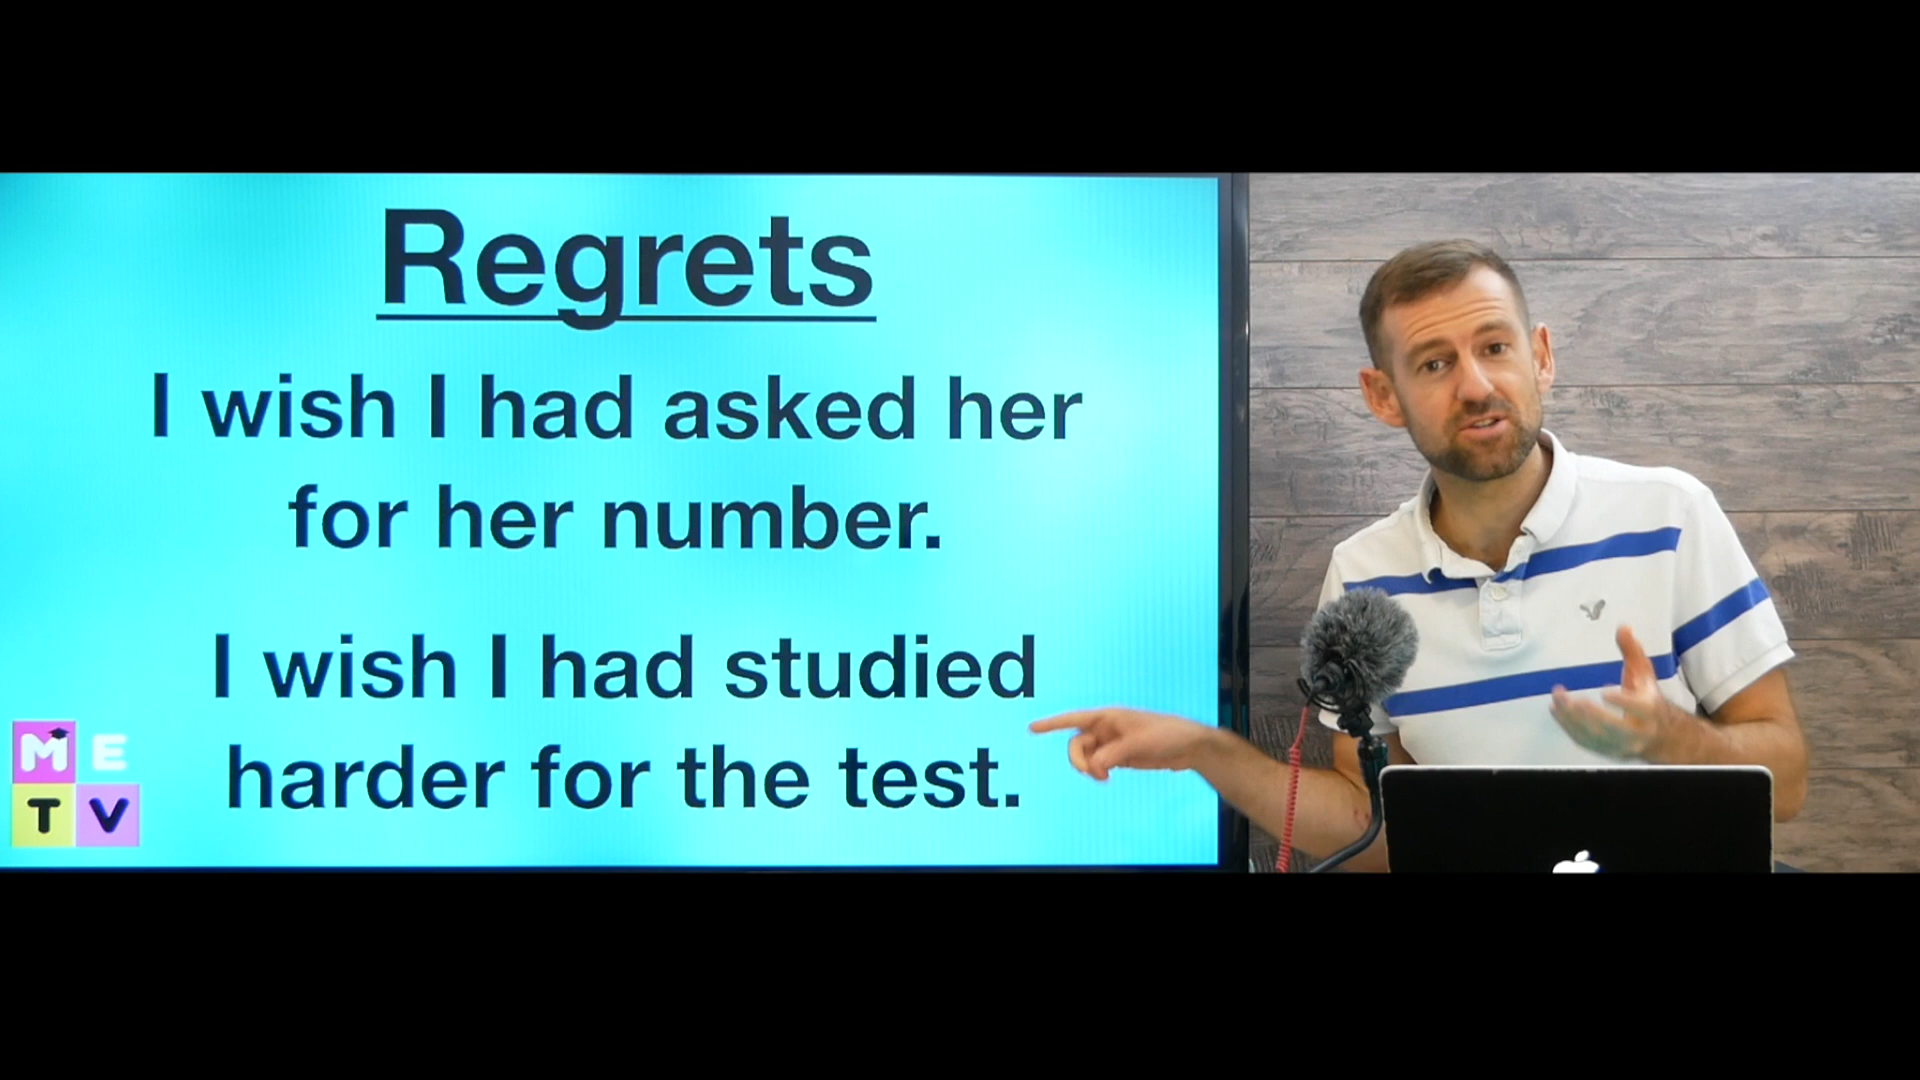 Regrets
I wish I had asked her
for her number.
I wish I had studied
harder for the test.
M E
T V